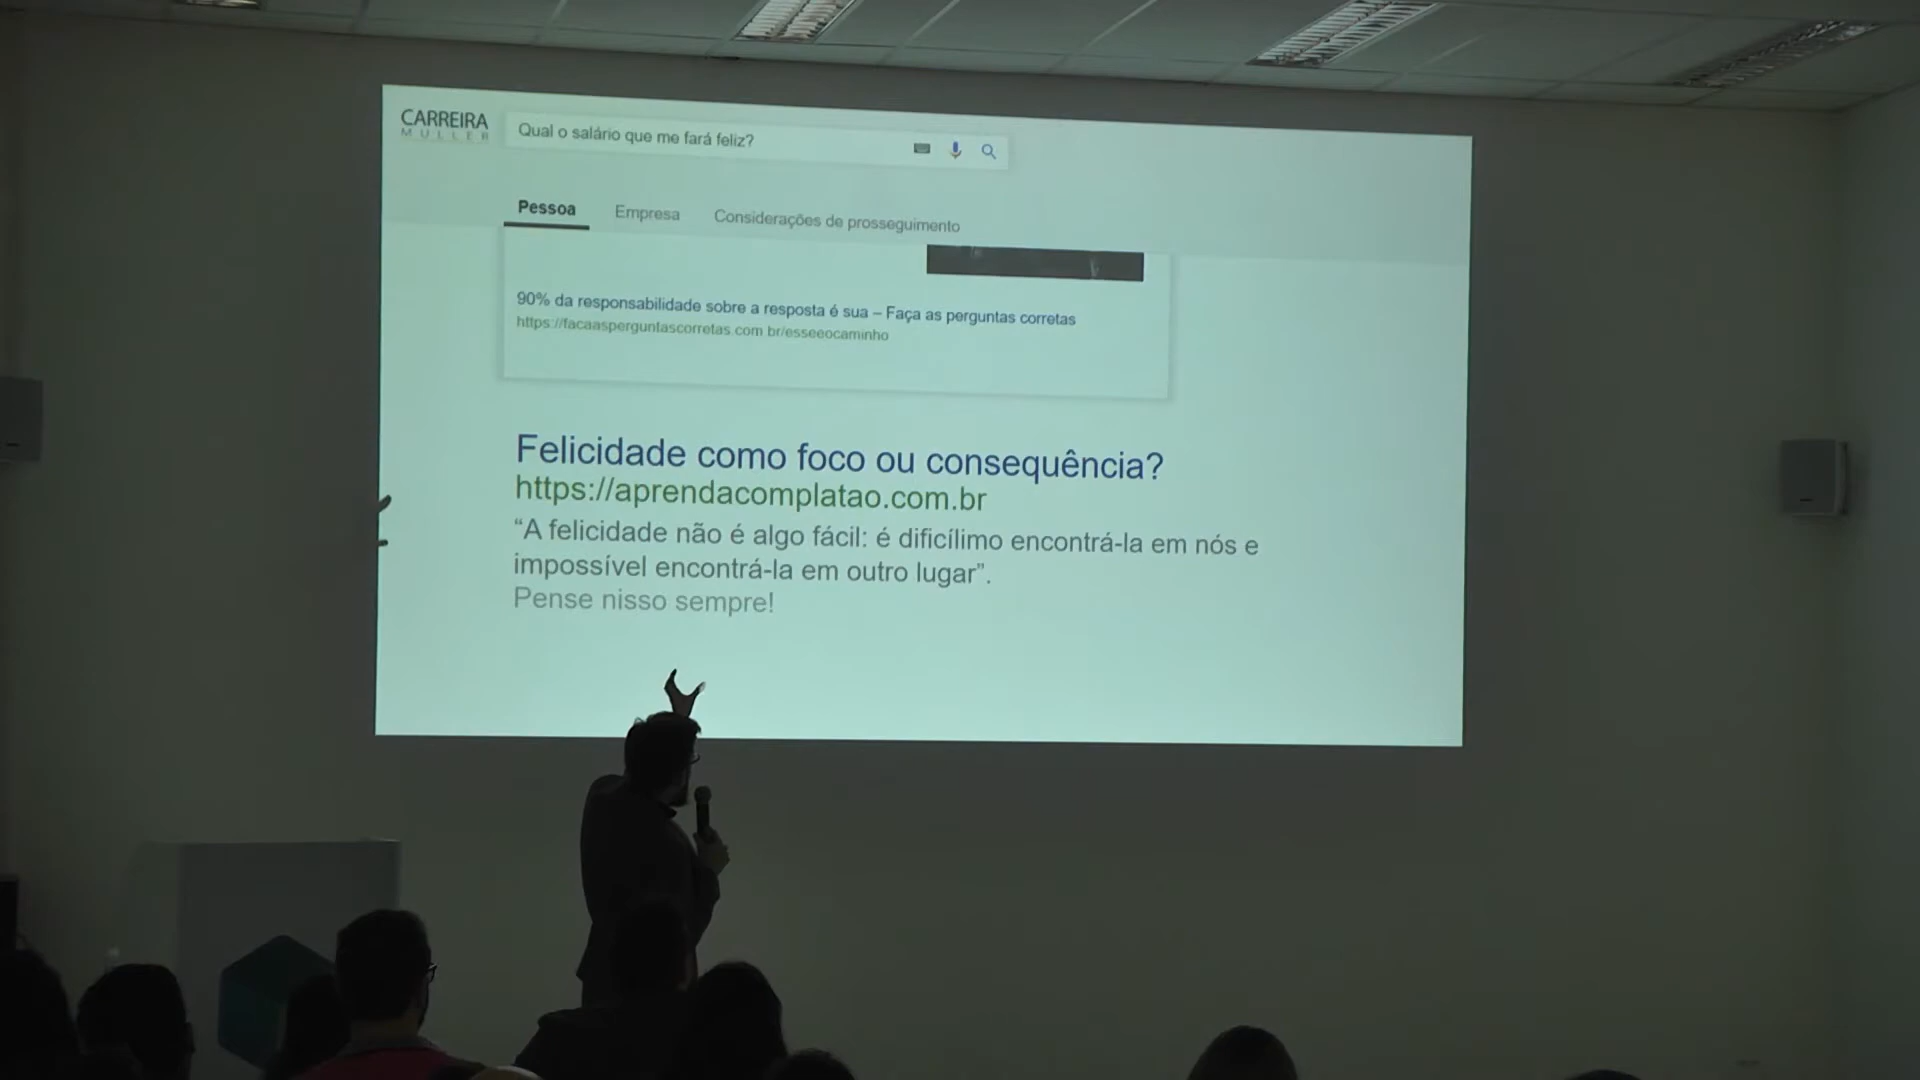 CARREIRA
MULLER
Qual o salário que me fará feliz?
Pessoa Empresa Considerações de prosseguimento
90% da responsabilidade sobre a resposta é sua – Faça as perguntas corretas
https://facaasperguntascorretas.com.br/esseeocaminho
Felicidade como foco ou consequência?
https://aprendacomplatao.com.br
“A felicidade não é algo fácil: é dificílimo encontrá-la em nós e
impossível encontrá-la em outro lugar”.
Pense nisso sempre!